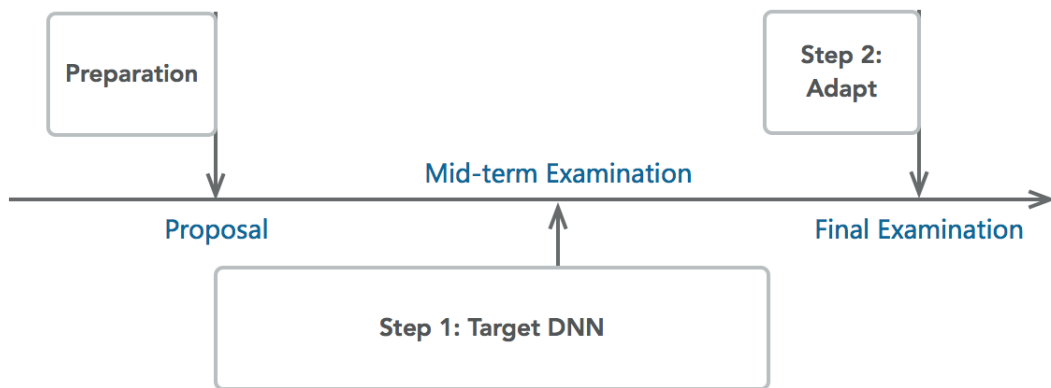 Preparation
Step 2:
Adapt
Mid-term Examination
Proposal
Final Examination
Step 1: Target DNN